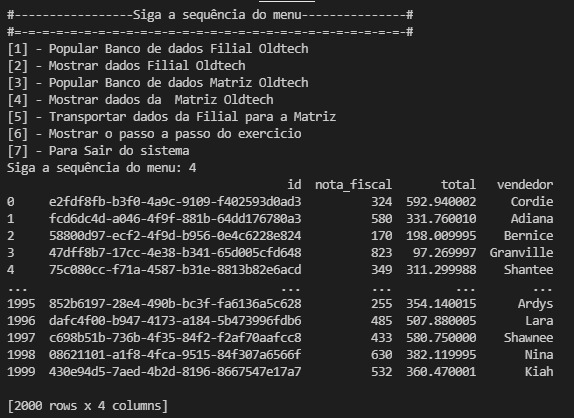 #-----------------Siga a sequência do menu---------------#
#=-=-=-=-=-=-=-=-=-=-=-=-=-=-=-=-=-=-=-=-=-=-=-=-=-=-=-=-#
[1] - Popular Banco de dados Filial Oldtech
[2] - Mostrar dados Filial Oldtech
[3] - Popular Banco de dados Matriz Oldtech
[4] - Mostrar dados da  Matriz Oldtech
[5] - Transportar dados da Filial para a Matriz
[6] - Mostrar o passo a passo do exercicio
[7] - Para Sair do sistema
Siga a sequência do menu: 4
id  nota_fiscal       total   vendedor
0     e2fdf8fb-b3f0-4a9c-9109-f402593d0ad3          324  592.940002     Cordie
1     fcd6dc4d-a046-4f9f-881b-64dd176780a3          580  331.760010     Adiana
2     58800d97-ecf2-4f9d-b956-0e4c6228e824          170  198.009995    Bernice
3     47dff8b7-17cc-4e38-b341-65d005cfd648          823   97.269997  Granville
4     75c080cc-f71a-4587-b31e-8813b82e6acd          349  311.299988    Shantee
...                                    ...          ...         ...        ...
1995  852b6197-28e4-490b-bc3f-fa6136a5c628          255  354.140015      Ardys
1996  dafc4f00-b947-4173-a184-5b473996fdb6          485  507.880005       Lara
1997  c698b51b-736b-4f35-84f2-f2af70aafcc8          433  580.750000    Shawnee
1998  08621101-a1f8-4fca-9515-84f307a6566f          630  382.119995       Nina
1999  430e94d5-7aed-4b2d-8196-8667547e17a7          532  360.470001       Kiah
[2000 rows x 4 columns]